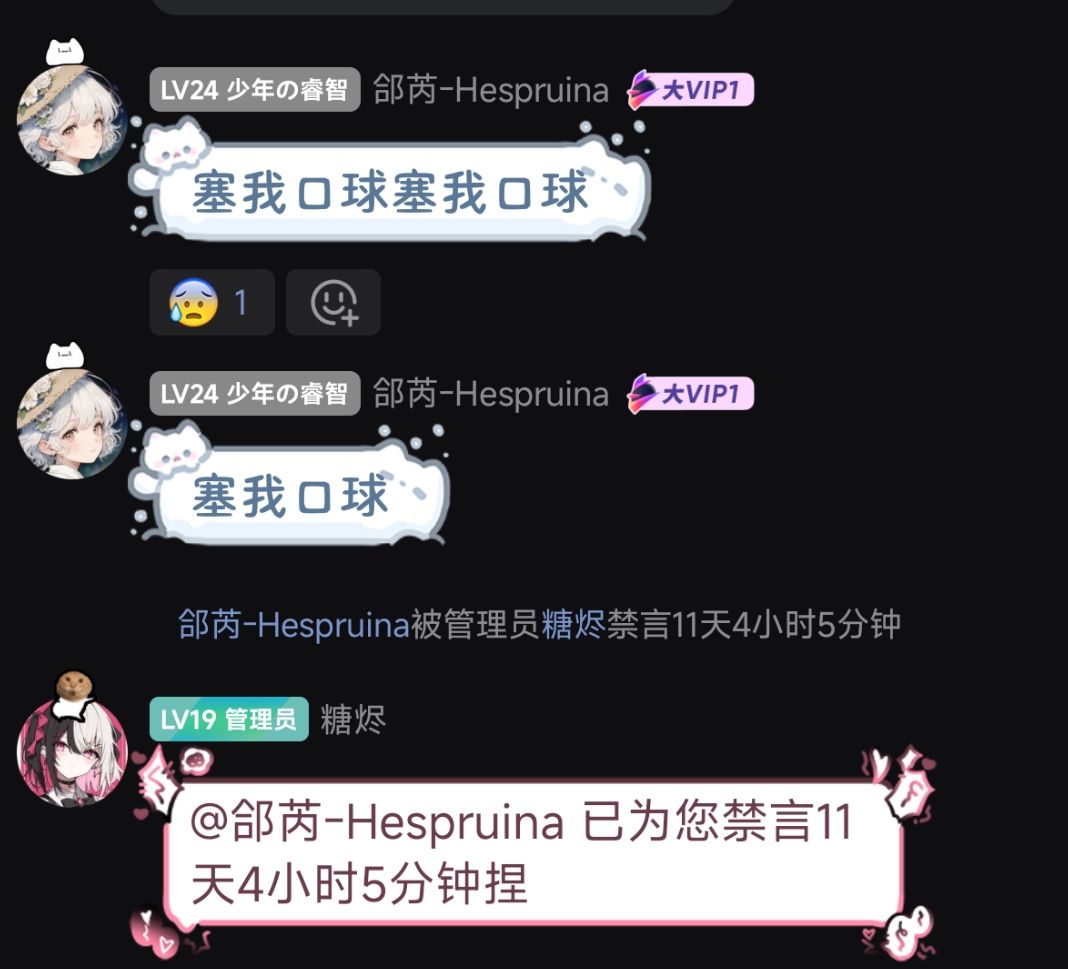 LV24 少年の睿智 郃芮-Hespruina 大VIP1
塞我口球塞我口球
1
LV24 少年の睿智 郃芮-Hespruina 大VIP1
塞我口球
郃芮-Hespruina被管理员糖烬禁言11天4小时5分钟
LV19 管理员 糖烬
@郃芮-Hespruina 已为您禁言11
天4小时5分钟捏